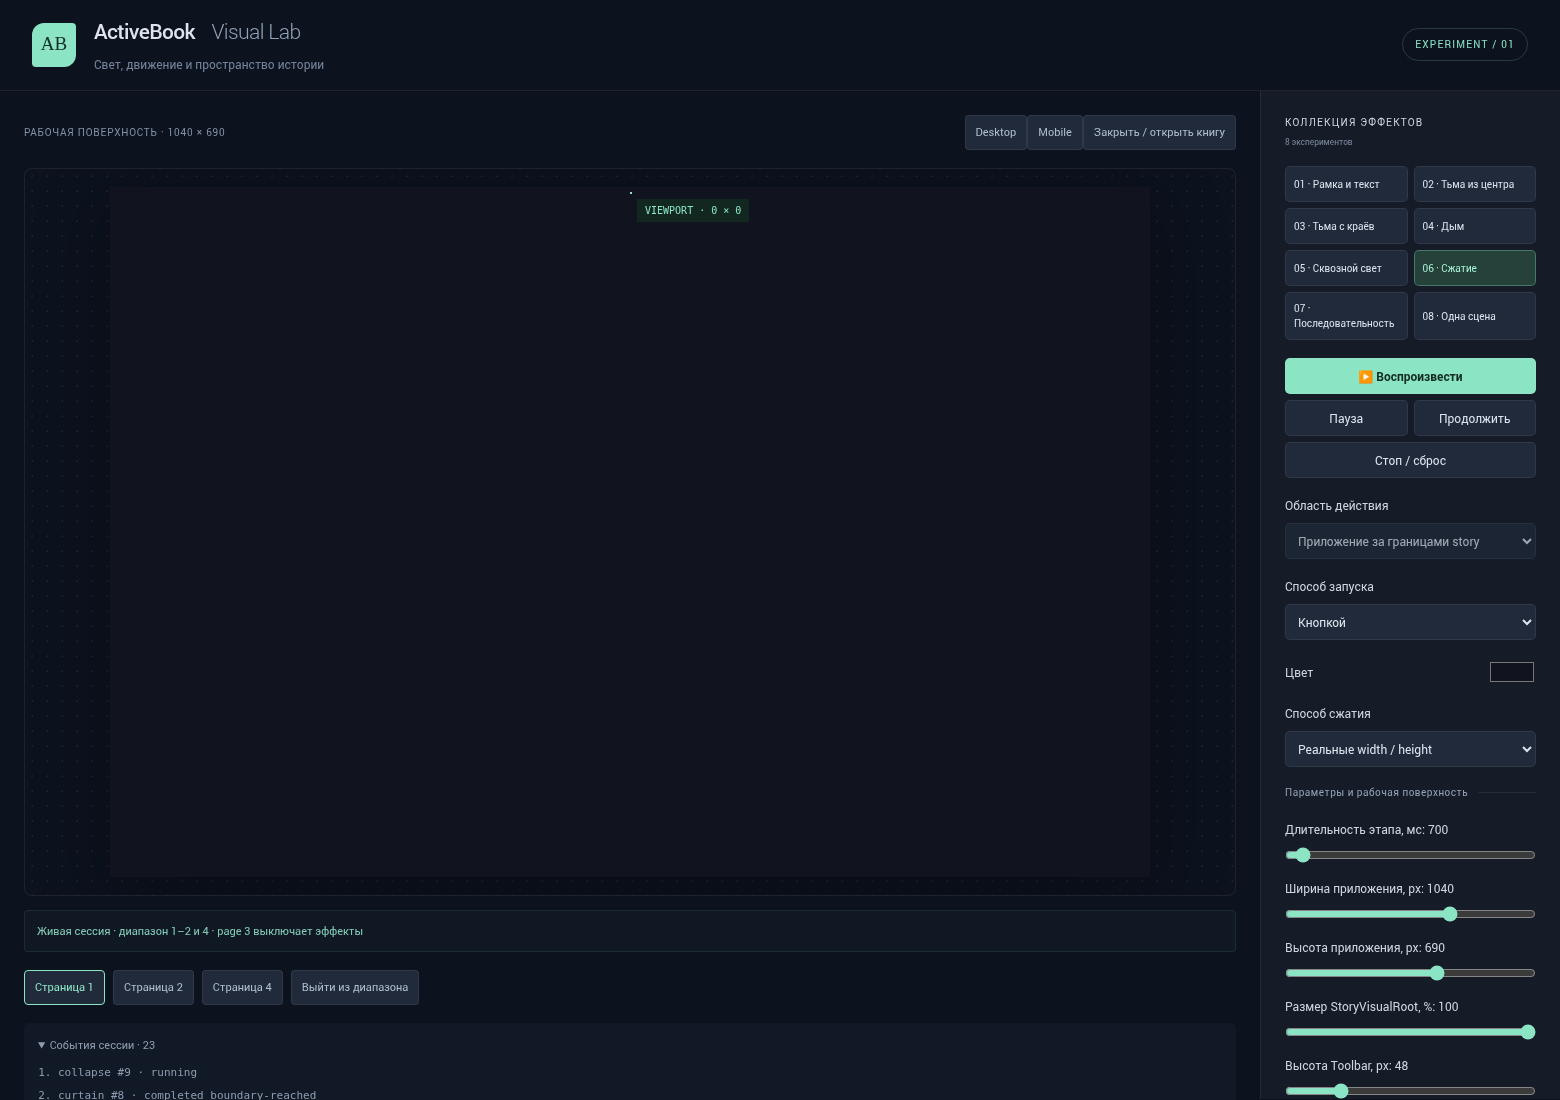 AB
ActiveBook Visual Lab
Свет, движение и пространство истории
EXPERIMENT / 01
РАБОЧАЯ ПОВЕРХНОСТЬ · 1040 × 690
Desktop
Mobile
Закрыть / открыть книгу
VIEWPORT · 0 × 0
Живая сессия · диапазон 1–2 и 4 · page 3 выключает эффекты
Страница 1
Страница 2
Страница 4
Выйти из диапазона
▼ События сессии · 23
1. collapse #9 · running
2. curtain #8 · completed boundary-reached
КОЛЛЕКЦИЯ ЭФФЕКТОВ
8 экспериментов
01 · Рамка и текст
02 · Тьма из центра
03 · Тьма с краёв
04 · Дым
05 · Сквозной свет
06 · Сжатие
07 ·
Последовательность
08 · Одна сцена
▶️ Воспроизвести
Пауза
Продолжить
Стоп / сброс
Область действия
Приложение за границами story
Способ запуска
Кнопкой
Цвет
Способ сжатия
Реальные width / height
Параметры и рабочая поверхность
Длительность этапа, мс: 700
Ширина приложения, px: 1040
Высота приложения, px: 690
Размер StoryVisualRoot, %: 100
Высота Toolbar, px: 48